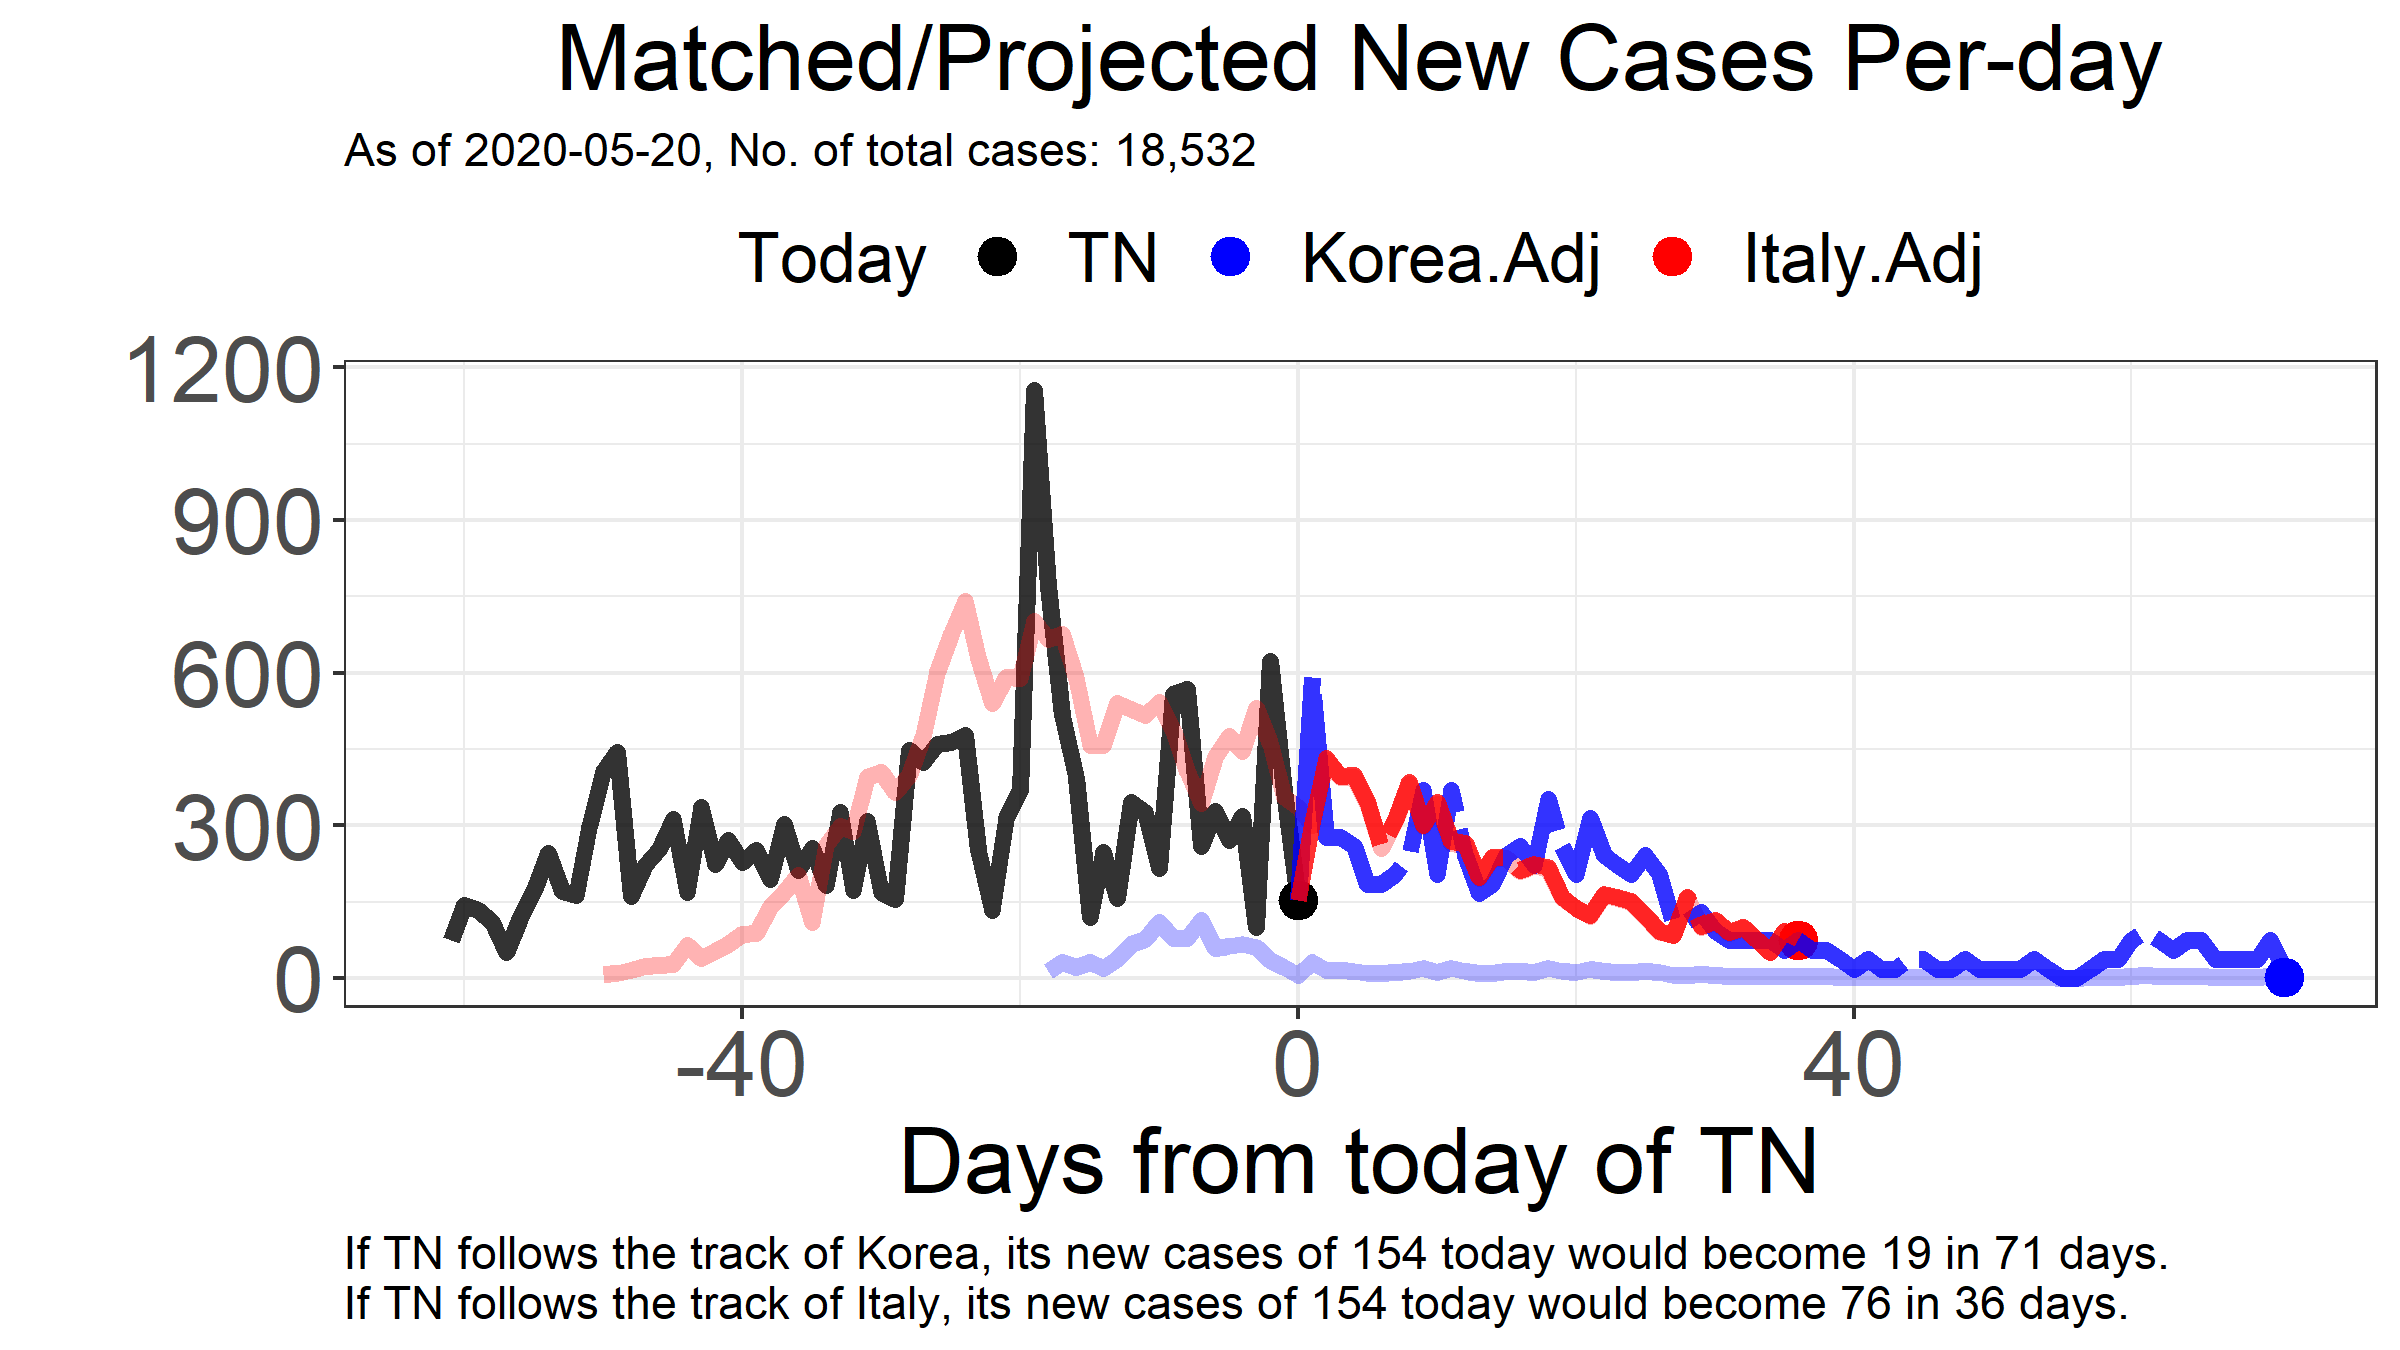 Matched/Projected New Cases Per-day
As of 2020-05-20, No. of total cases: 18,532
Today TN Korea.Adj Italy.Adj
1200
900
600
300
0
-40 0 40
Days from today of TN
If TN follows the track of Korea, its new cases of 154 today would become 19 in 71 days.
If TN follows the track of Italy, its new cases of 154 today would become 76 in 36 days.